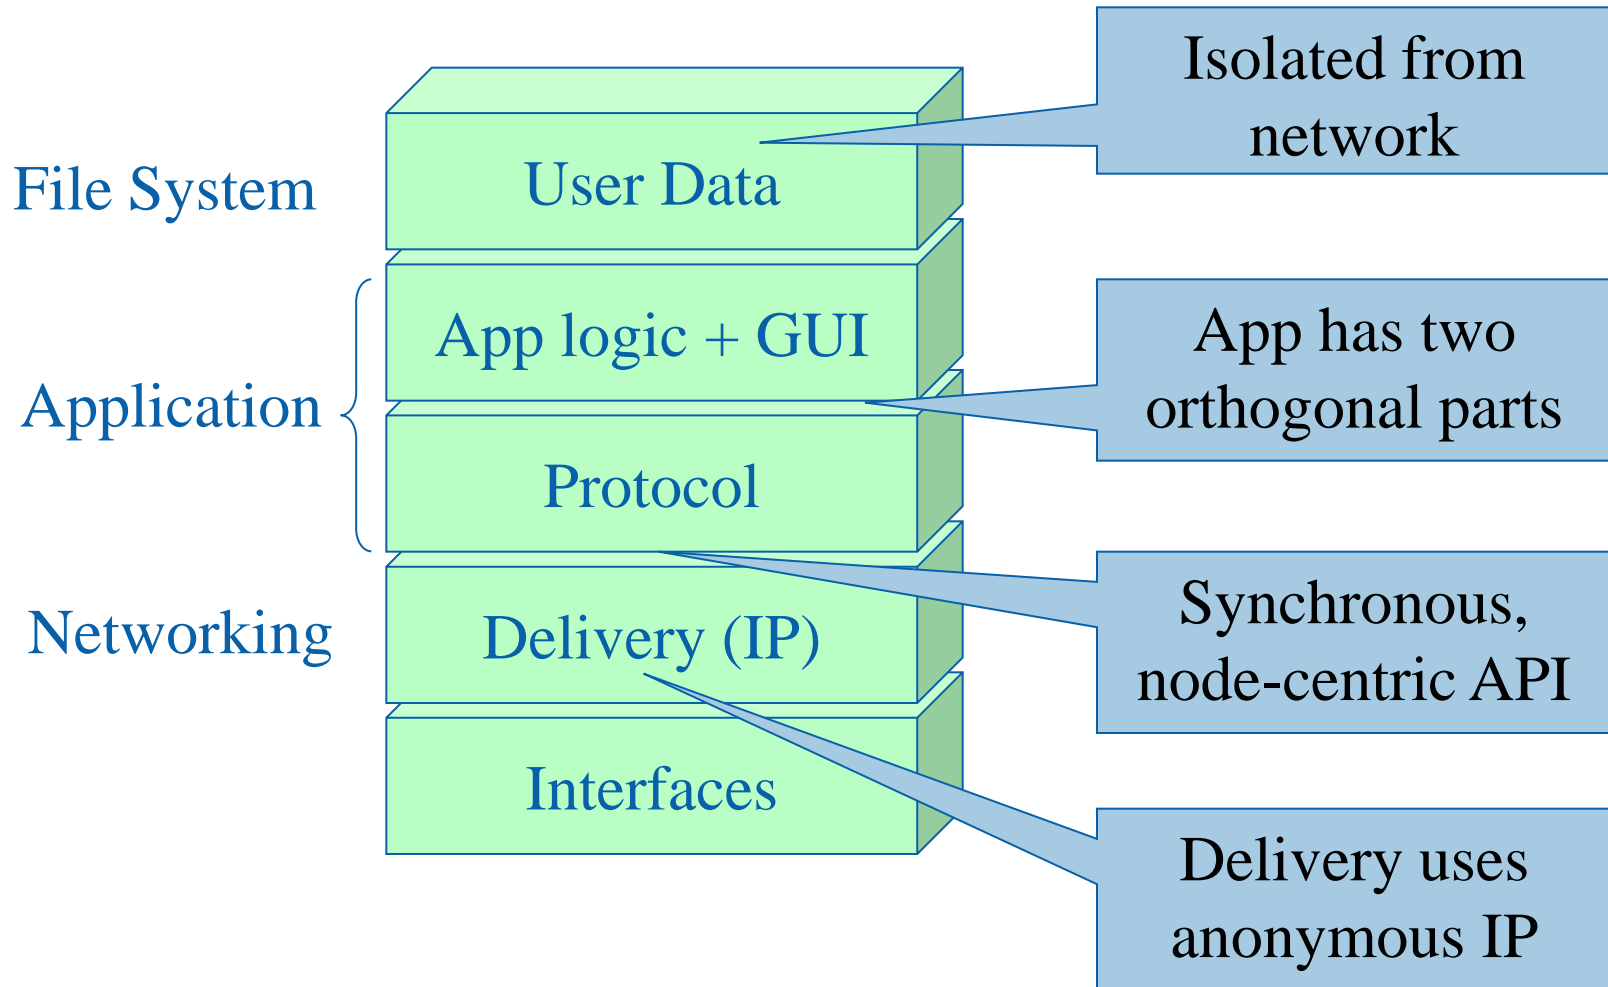 Isolated from
network
File System
User Data
App logic + GUI
App has two
orthogonal parts
Application
Protocol
Synchronous,
node-centric API
Networking
Delivery (IP)
Interfaces
Delivery uses
anonymous IP